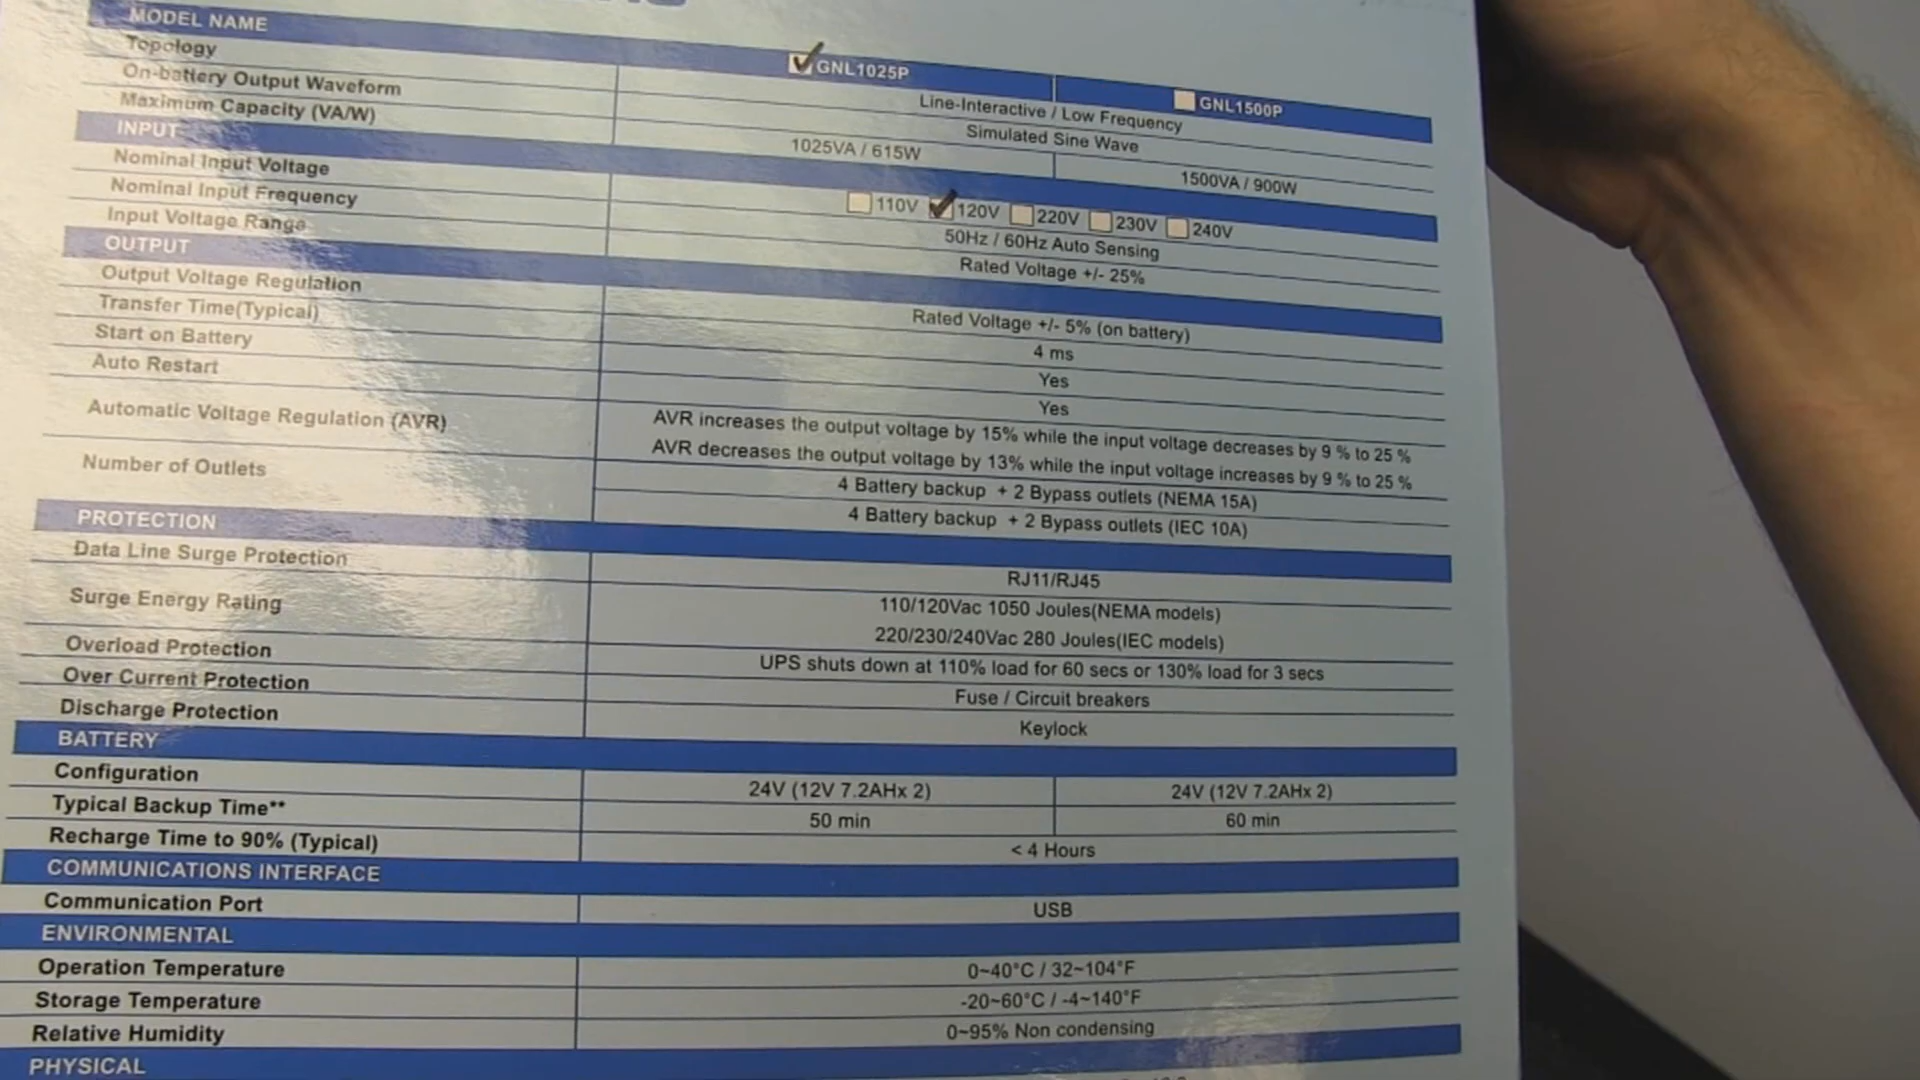 MODEL NAME GNL1025P GNL1500P
Topology Line-Interactive / Low Frequency
On-battery Output Waveform Simulated Sine Wave
Maximum Capacity (VA/W) 1025VA / 615W 1500VA / 900W
INPUT
Nominal Input Voltage 110V 120V 220V 230V 240V
Nominal Input Frequency 50Hz / 60Hz Auto Sensing
Input Voltage Range Rated Voltage +/- 25%
OUTPUT
Output Voltage Regulation Rated Voltage +/- 5% (on battery)
Transfer Time(Typical) 4 ms
Start on Battery Yes
Auto Restart Yes
Automatic Voltage Regulation (AVR) AVR increases the output voltage by 15% while the input voltage decreases by 9 % to 25 %
AVR decreases the output voltage by 13% while the input voltage increases by 9 % to 25 %
Number of Outlets 4 Battery backup + 2 Bypass outlets (NEMA 15A)
4 Battery backup + 2 Bypass outlets (IEC 10A)
PROTECTION
Data Line Surge Protection RJ11/RJ45
Surge Energy Rating 110/120Vac 1050 Joules(NEMA models)
220/230/240Vac 280 Joules(IEC models)
Overload Protection UPS shuts down at 110% load for 60 secs or 130% load for 3 secs
Over Current Protection Fuse / Circuit breakers
Discharge Protection Keylock
BATTERY
Configuration 24V (12V 7.2AHx 2) 24V (12V 7.2AHx 2)
Typical Backup Time** 50 min 60 min
Recharge Time to 90% (Typical) < 4 Hours
COMMUNICATIONS INTERFACE
Communication Port USB
ENVIRONMENTAL
Operation Temperature 0~40°C / 32~104°F
Storage Temperature -20~60°C / -4~140°F
Relative Humidity 0~95% Non condensing
PHYSICAL